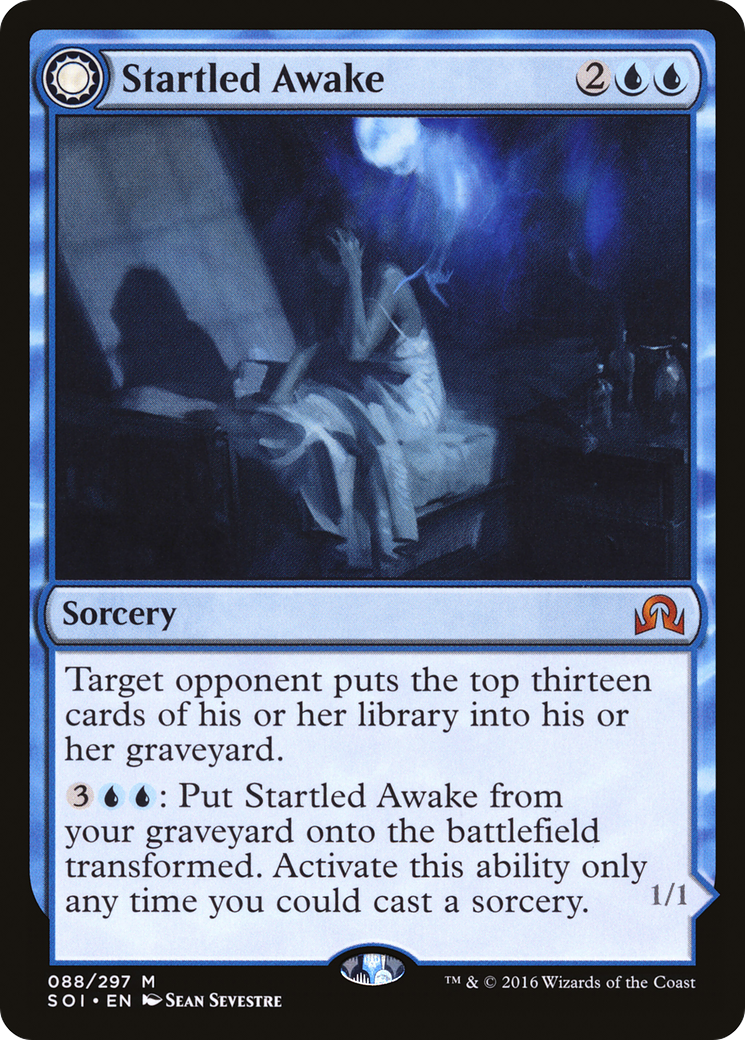 Startled Awake 2
Sorcery
Target opponent puts the top thirteen
cards of his or her library into his or
her graveyard.
3: Put Startled Awake from
your graveyard onto the battlefield
transformed. Activate this ability only
any time you could cast a sorcery.
1/1
088/297 M
SOI • EN Sean Sevestre
™ & © 2016 Wizards of the Coast